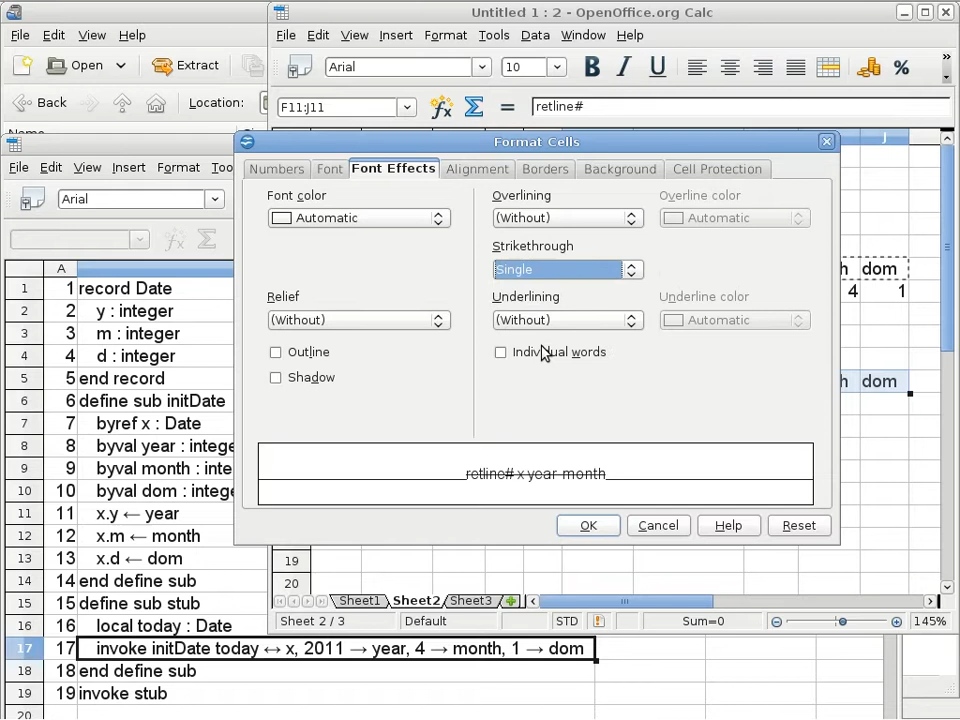 Untitled 1 : 2 - OpenOffice.org Calc
File Edit View Help
File Edit View Insert Format Tools Data Window Help
Open Extract
Arial 10 B I U %
Back Location:
F11:J11 = retline#
File Edit View Insert Format Too
Arial
Format Cells
Numbers Font Font Effects Alignment Borders Background Cell Protection
Font color Overlining Overline color
Automatic (Without) Automatic
Strikethrough
Single
Relief Underlining Underline color
(Without) (Without) Automatic
Outline Individual words
Shadow
retline# x year month
OK Cancel Help Reset
J
h dom
4 1
h dom
19
20
Sheet1 Sheet2 Sheet3
Sheet 2 / 3 Default STD Sum=0 145%
A
1 1 record Date
2 2 y : integer
3 3 m : integer
4 4 d : integer
5 5 end record
6 6 define sub initDate
7 7 byref x : Date
8 8 byval year : intege
9 9 byval month : inte
10 10 byval dom : intege
11 11 x.y ← year
12 12 x.m ← month
13 13 x.d ← dom
14 14 end define sub
15 15 define sub stub
16 16 local today : Date
17 17 invoke initDate today ↔ x, 2011 → year, 4 → month, 1 → dom
18 18 end define sub
19 19 invoke stub
20